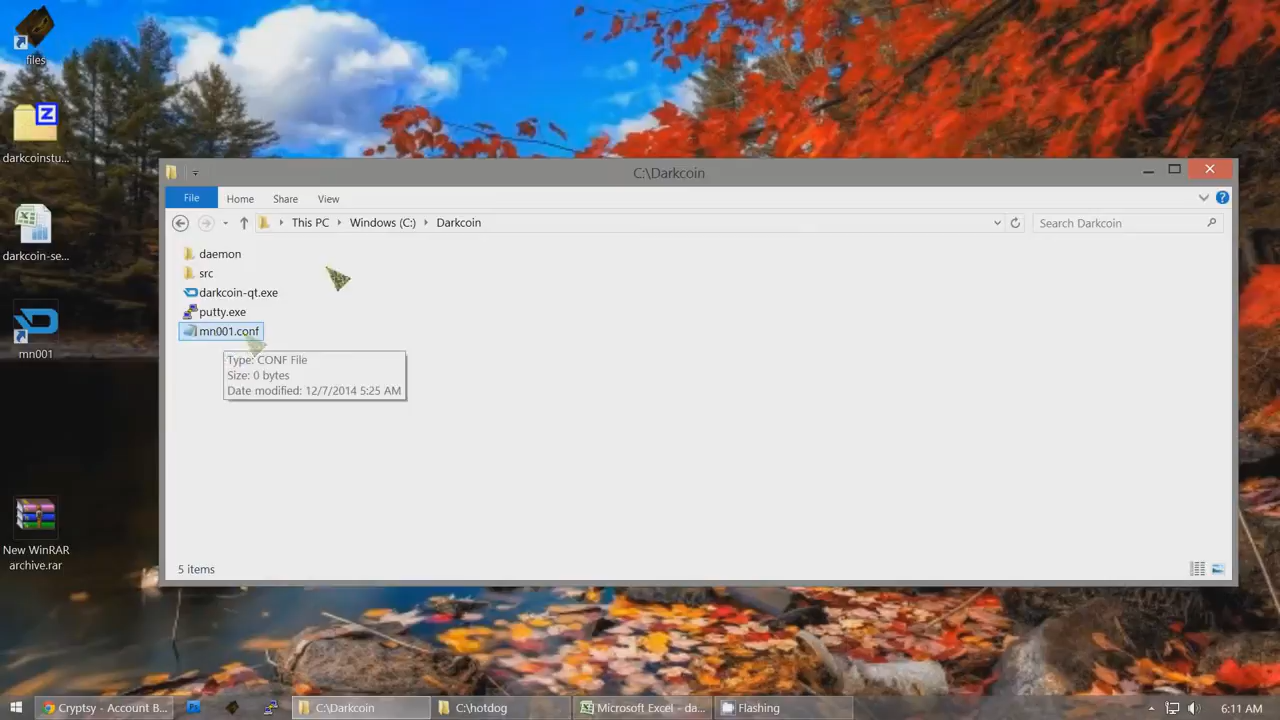 files
darkcoinstu...
darkcoin-se...
mn001
New WinRAR
archive.rar
C:\Darkcoin
File
Home
Share
View
This PC
Windows (C:)
Darkcoin
Search Darkcoin
daemon
src
darkcoin-qt.exe
putty.exe
mn001.conf
Type: CONF File
Size: 0 bytes
Date modified: 12/7/2014 5:25 AM
5 items
Cryptsy - Account B...
C:\Darkcoin
C:\hotdog
Microsoft Excel - da...
Flashing
6:11 AM